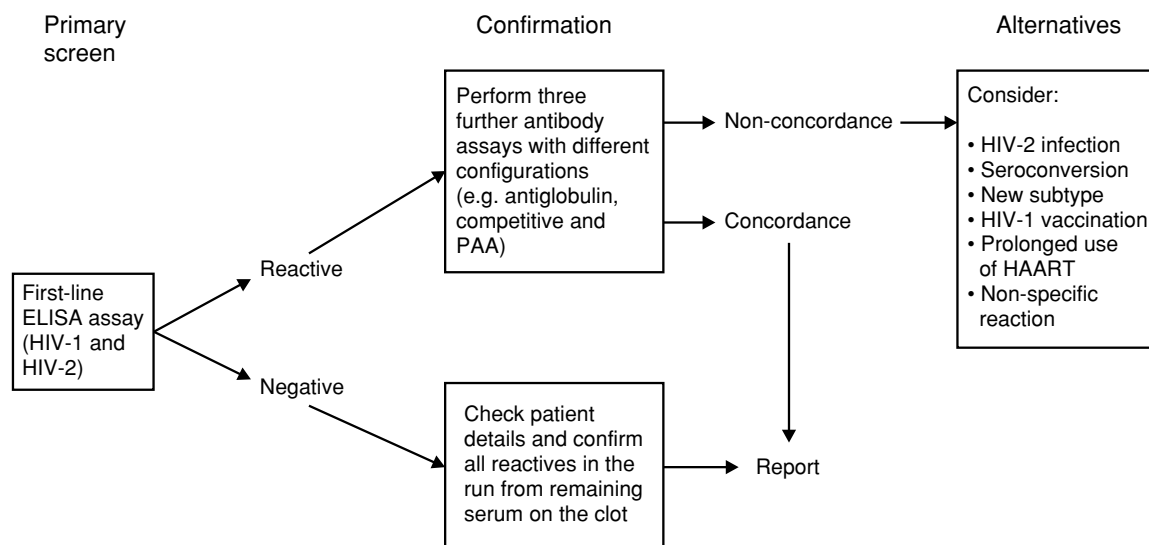 Primary
screen
Confirmation
Alternatives
First-line
ELISA assay
(HIV-1 and
HIV-2)
Reactive
Negative
Perform three
further antibody
assays with different
configurations
(e.g. antiglobulin,
competitive and
PAA)
Non-concordance
Concordance
Consider:
• HIV-2 infection
• Seroconversion
• New subtype
• HIV-1 vaccination
• Prolonged use
of HAART
• Non-specific
reaction
Check patient
details and confirm
all reactives in the
run from remaining
serum on the clot
Report